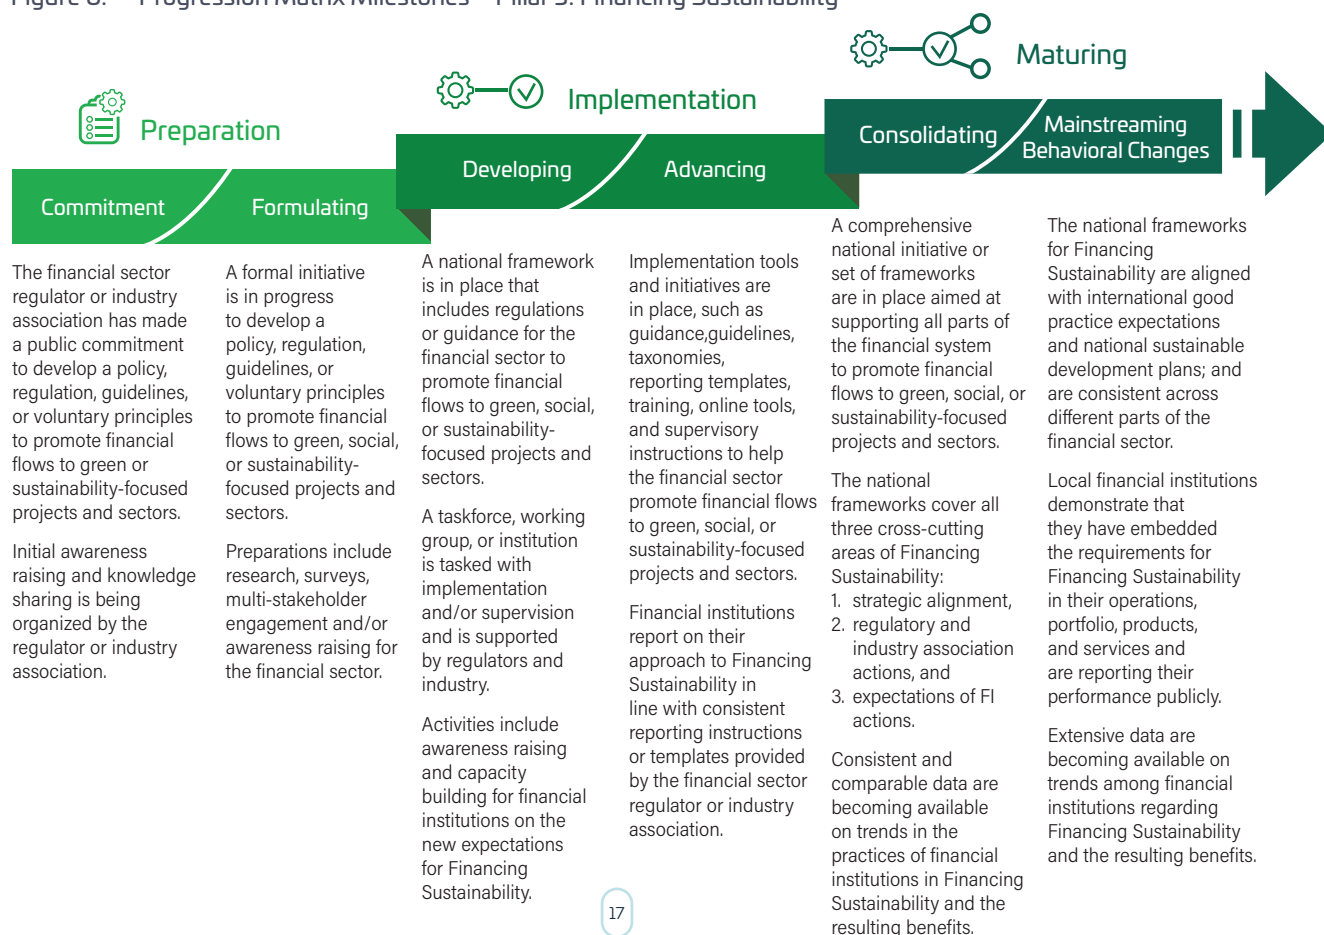 Figure 6. Progression Matrix Milestones – Pillar 3: Financing Sustainability
Preparation
Commitment
Formulating
The financial sector
regulator or industry
association has made
a public commitment
to develop a policy,
regulation, guidelines,
or voluntary principles
to promote financial
flows to green or
sustainability-focused
projects and sectors.
Initial awareness
raising and knowledge
sharing is being
organized by the
regulator or industry
association.
A formal initiative
is in progress
to develop a
policy, regulation,
guidelines, or
voluntary principles
to promote financial
flows to green, social,
or sustainability-
focused projects and
sectors.
Preparations include
research, surveys,
multi-stakeholder
engagement and/or
awareness raising for
the financial sector.
Implementation
Developing
Advancing
A national framework
is in place that
includes regulations
or guidance for the
financial sector to
promote financial
flows to green, social,
or sustainability-
focused projects and
sectors.
A taskforce, working
group, or institution
is tasked with
implementation
and/or supervision
and is supported
by regulators and
industry.
Activities include
awareness raising
and capacity
building for financial
institutions on the
new expectations
for Financing
Sustainability.
Implementation tools
and initiatives are
in place, such as
guidance,guidelines,
taxonomies,
reporting templates,
training, online tools,
and supervisory
instructions to help
the financial sector
promote financial flows
to green, social, or
sustainability-focused
projects and sectors.
Financial institutions
report on their
approach to Financing
Sustainability in
line with consistent
reporting instructions
or templates provided
by the financial sector
regulator or industry
association.
Maturing
Consolidating
Mainstreaming
Behavioral Changes
A comprehensive
national initiative or
set of frameworks
are in place aimed at
supporting all parts of
the financial system
to promote financial
flows to green, social, or
sustainability-focused
projects and sectors.
The national
frameworks cover all
three cross-cutting
areas of Financing
Sustainability:
1. strategic alignment,
2. regulatory and
industry association
actions, and
3. expectations of FI
actions.
Consistent and
comparable data are
becoming available
on trends in the
practices of financial
institutions in Financing
Sustainability and the
resulting benefits.
The national frameworks
for Financing
Sustainability are aligned
with international good
practice expectations
and national sustainable
development plans; and
are consistent across
different parts of the
financial sector.
Local financial institutions
demonstrate that
they have embedded
the requirements for
Financing Sustainability
in their operations,
portfolio, products,
and services and
are reporting their
performance publicly.
Extensive data are
becoming available on
trends among financial
institutions regarding
Financing Sustainability
and the resulting benefits.
17